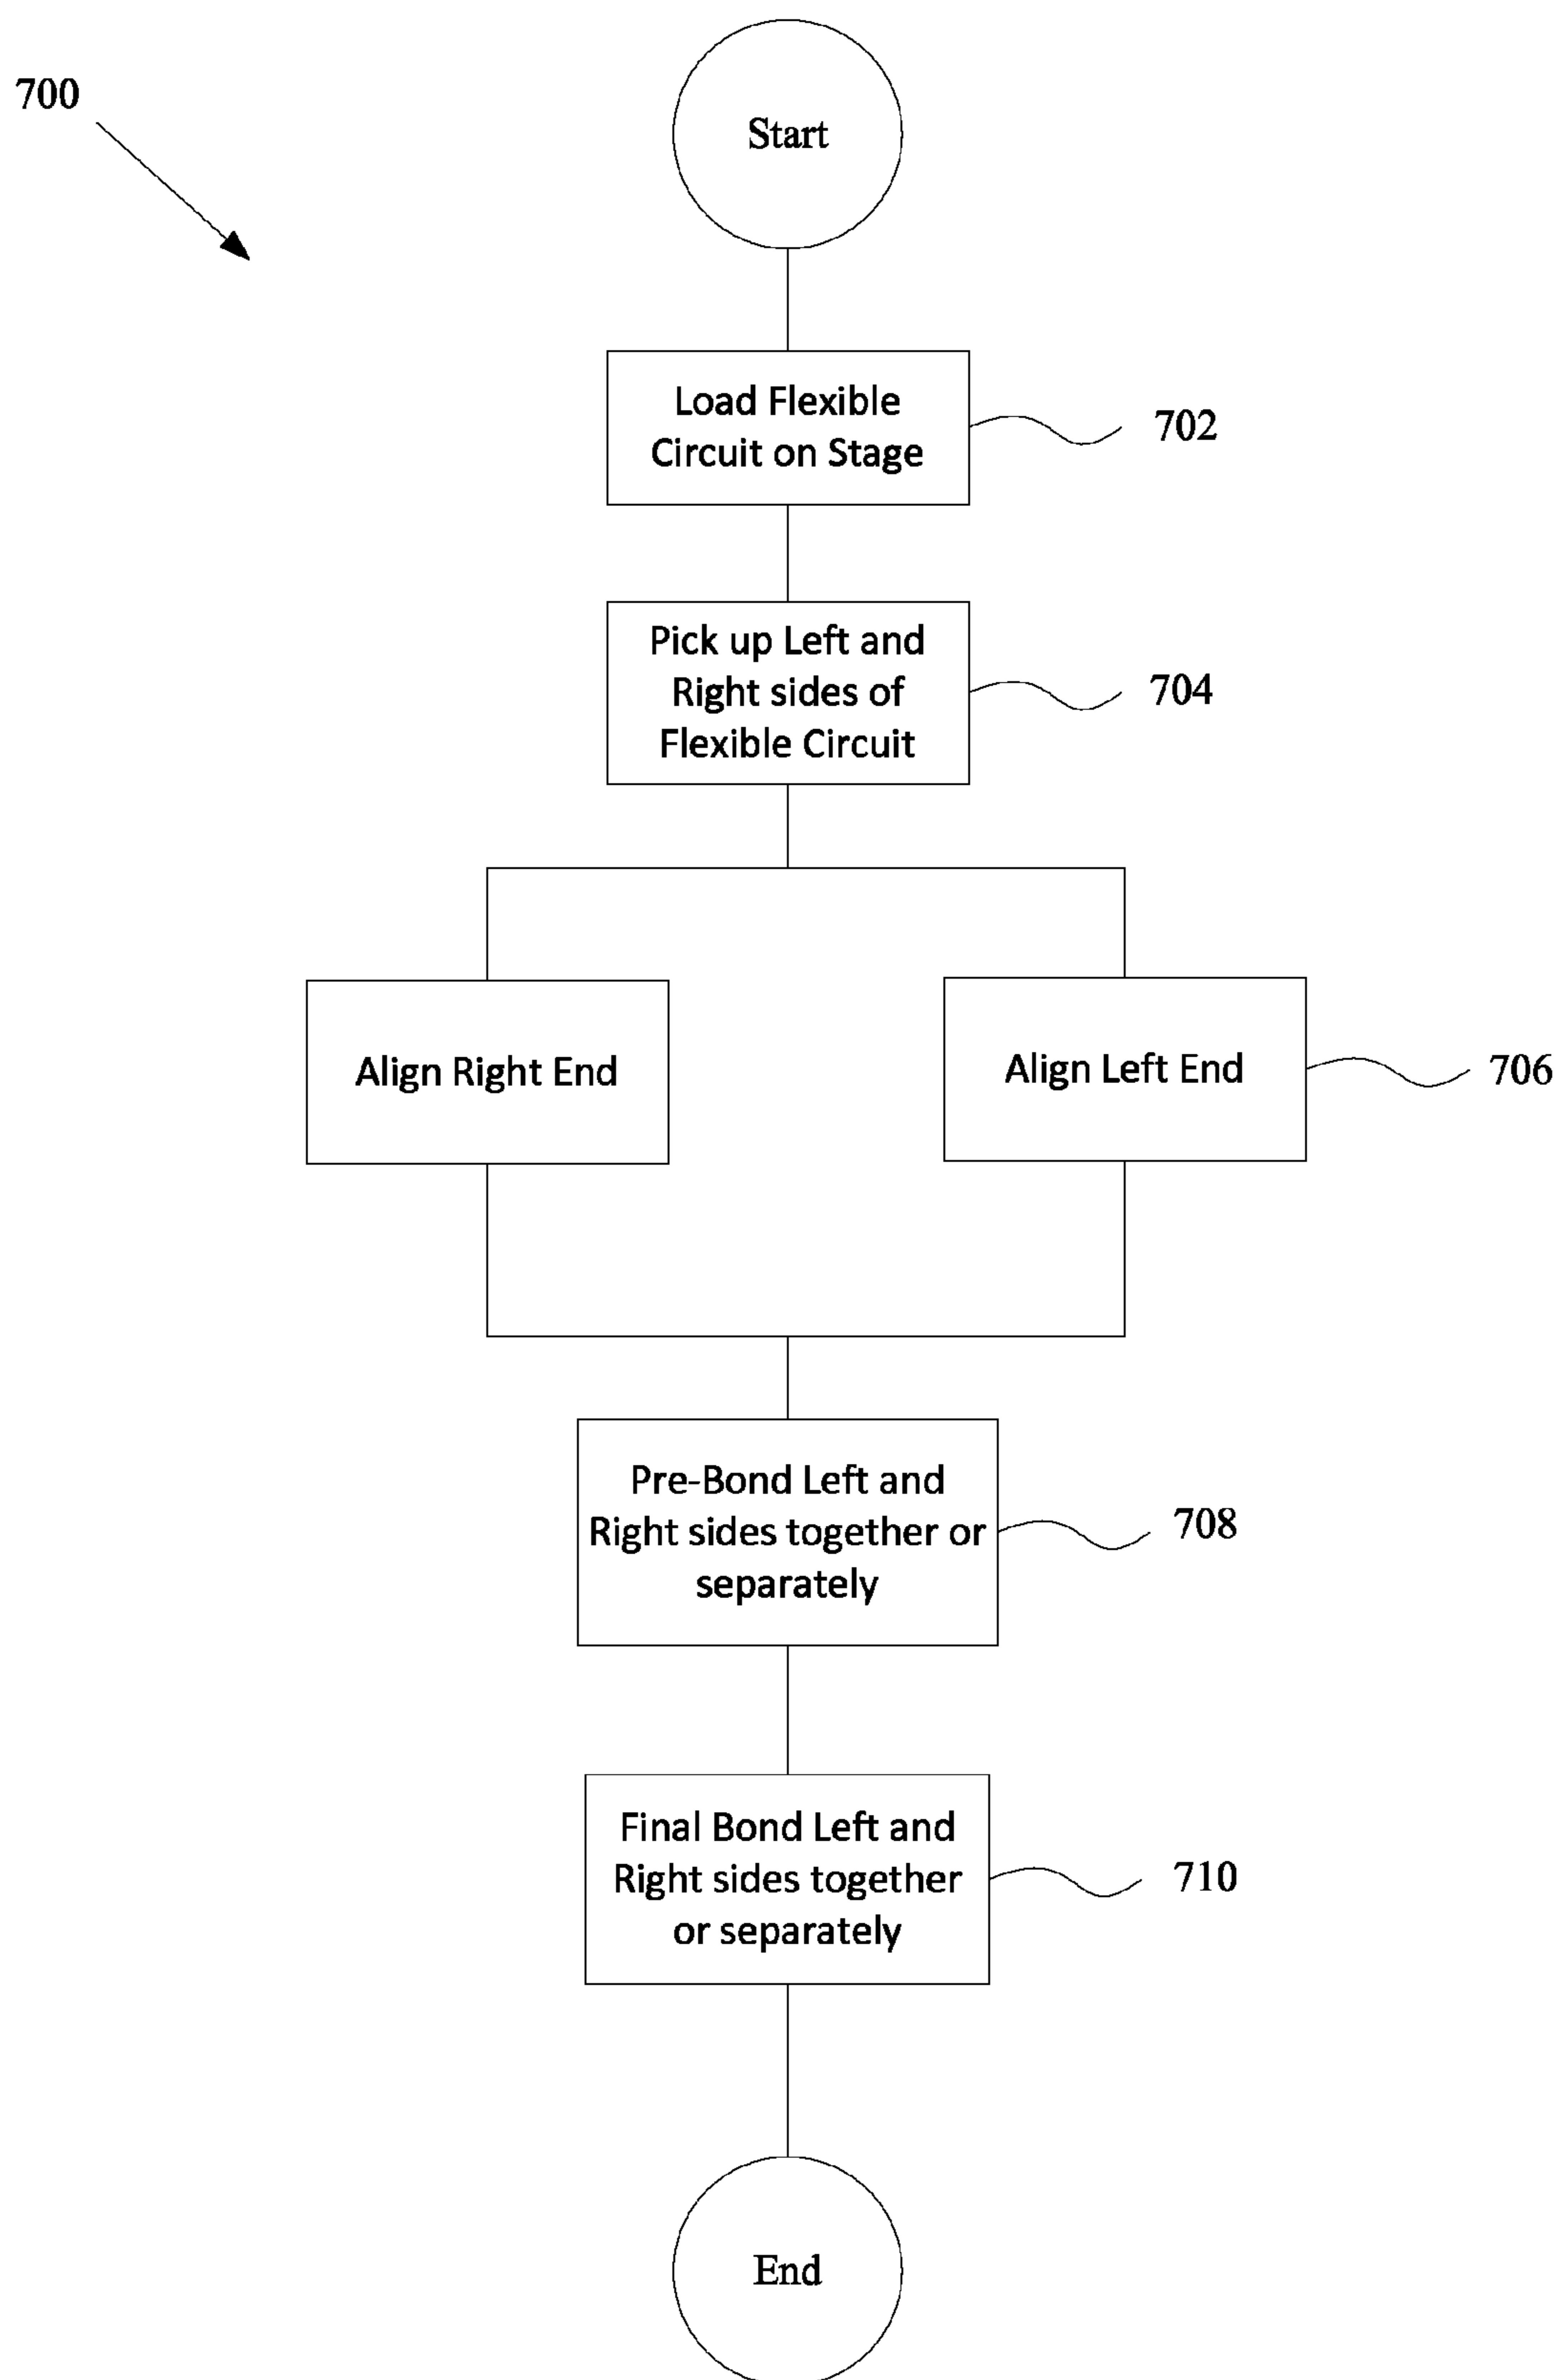 700
Start
Load Flexible
Circuit on Stage
702
Pick up Left and
Right sides of
Flexible Circuit
704
Align Right End
Align Left End
706
Pre-Bond Left and
Right sides together or
separately
708
Final Bond Left and
Right sides together
or separately
710
End